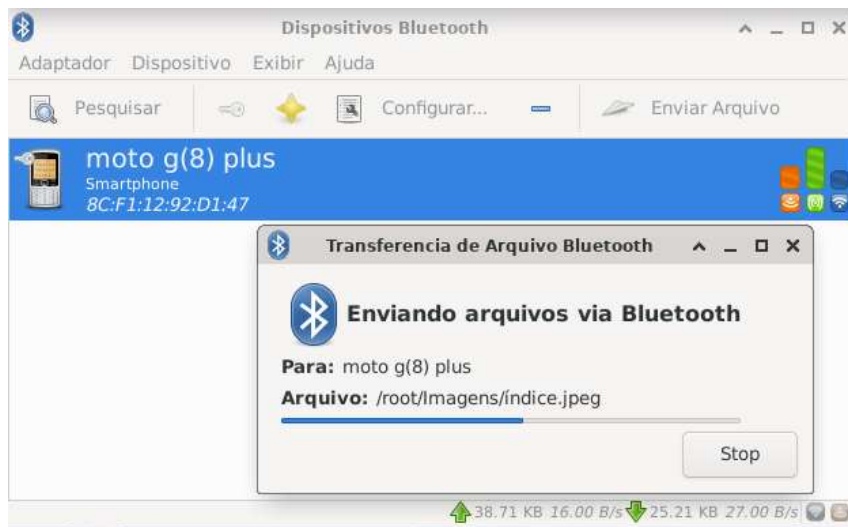 Dispositivos Bluetooth
Adaptador Dispositivo Exibir Ajuda
Pesquisar Configurar... Enviar Arquivo
moto g(8) plus
Smartphone
8C:F1:12:92:D1:47
Transferencia de Arquivo Bluetooth
Enviando arquivos via Bluetooth
Para: moto g(8) plus
Arquivo: /root/Imagens/índice.jpeg
Stop
38.71 KB 16.00 B/s 25.21 KB 27.00 B/s